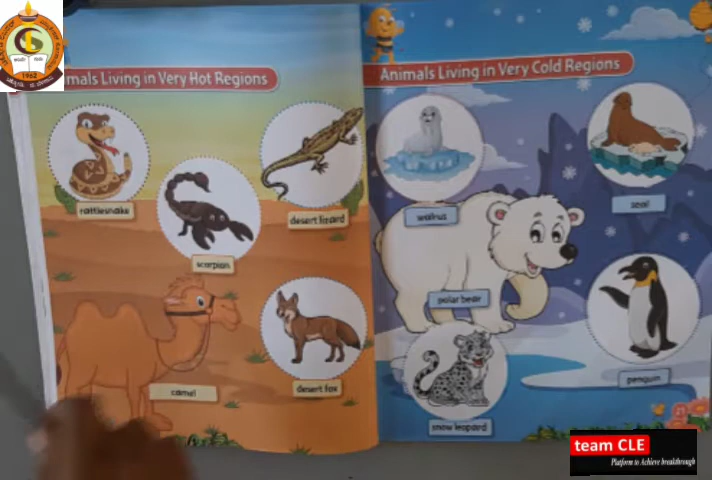 mals Living in Very Hot Regions
Animals Living in Very Cold Regions
rattlesnake
desert lizard
scorpion
camel
desert fox
walrus
seal
polar bear
penguin
snow leopard
21
1962
team CLE
Platform to Achieve breakthrough